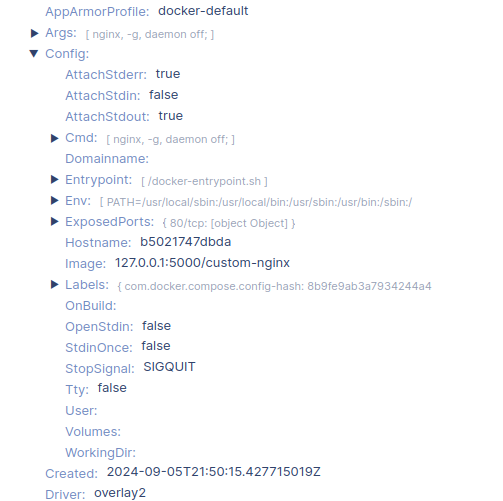 AppArmorProfile: docker-default
Args: [ nginx, -g, daemon off; ]
Config:
AttachStderr: true
AttachStdin: false
AttachStdout: true
Cmd: [ nginx, -g, daemon off; ]
Domainname:
Entrypoint: [ /docker-entrypoint.sh ]
Env: [ PATH=/usr/local/sbin:/usr/local/bin:/usr/sbin:/usr/bin:/sbin:/
ExposedPorts: { 80/tcp: [object Object] }
Hostname: b5021747dbda
Image: 127.0.0.1:5000/custom-nginx
Labels: { com.docker.compose.config-hash: 8b9fe9ab3a7934244a4
OnBuild:
OpenStdin: false
StdinOnce: false
StopSignal: SIGQUIT
Tty: false
User:
Volumes:
WorkingDir:
Created: 2024-09-05T21:50:15.427715019Z
Driver: overlay2